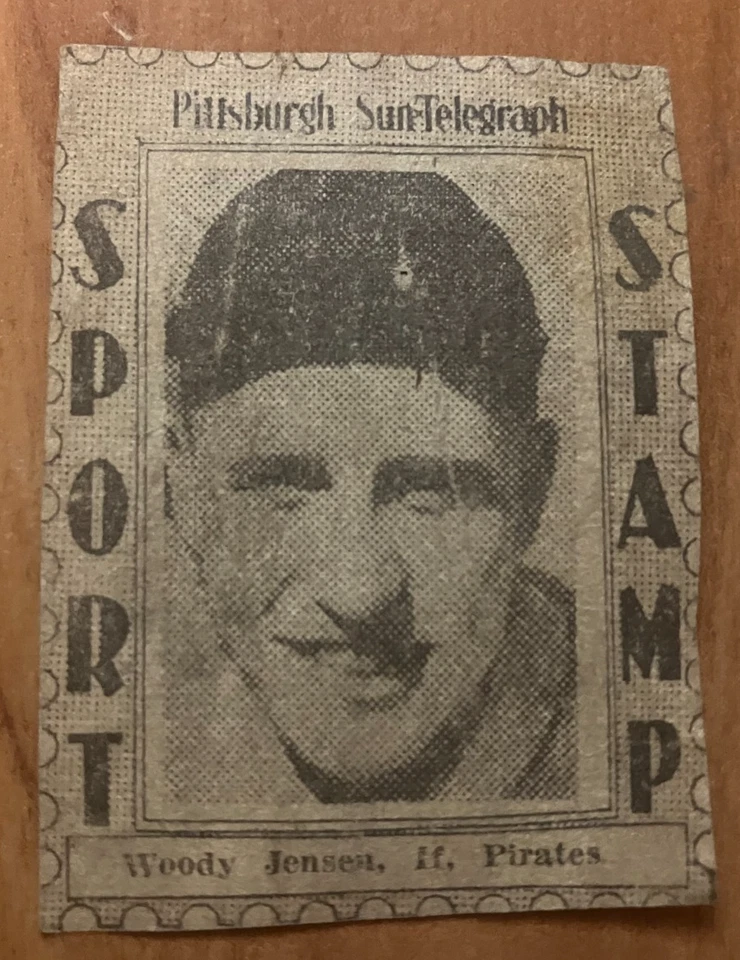 Pittsburgh Sun-Telegraph
SPORT
STAMP
Woody Jensen, lf, Pirates